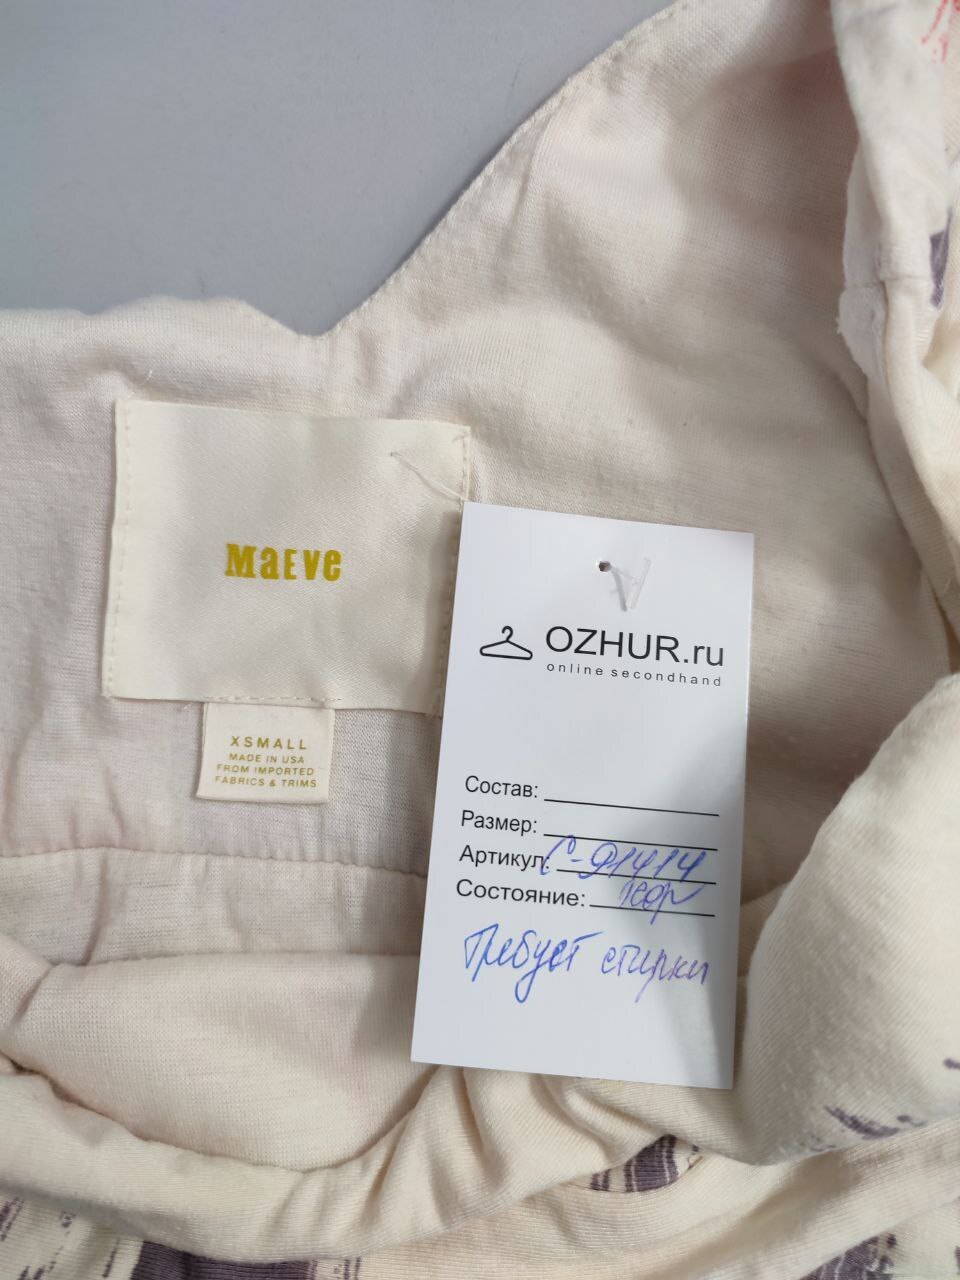 MaEve
XSMALL
MADE IN USA
FROM IMPORTED
FABRICS & TRIMS
OZHUR.ru
online secondhand
Состав:
Размер:
Артикул: С-91414
Состояние: хор
Требует стирки